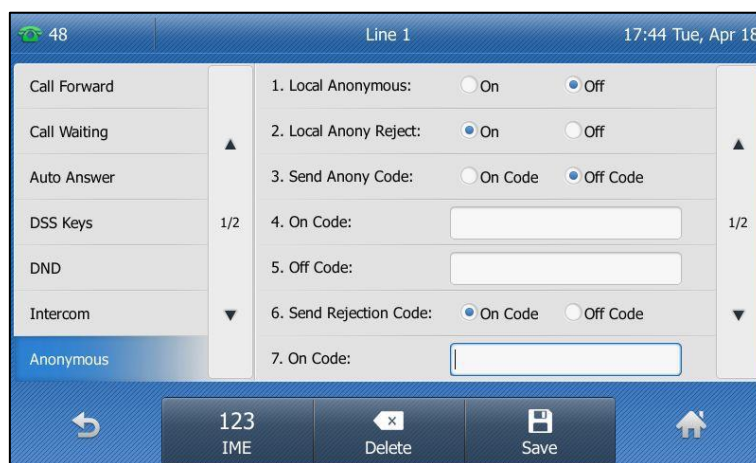 48 Line 1 17:44 Tue, Apr 18
Call Forward
Call Waiting
Auto Answer
DSS Keys
DND
Intercom
Anonymous
1/2
1. Local Anonymous: On Off
2. Local Anony Reject: On Off
3. Send Anony Code: On Code Off Code
4. On Code:
5. Off Code:
6. Send Rejection Code: On Code Off Code
7. On Code:
1/2
123
IME
Delete
Save